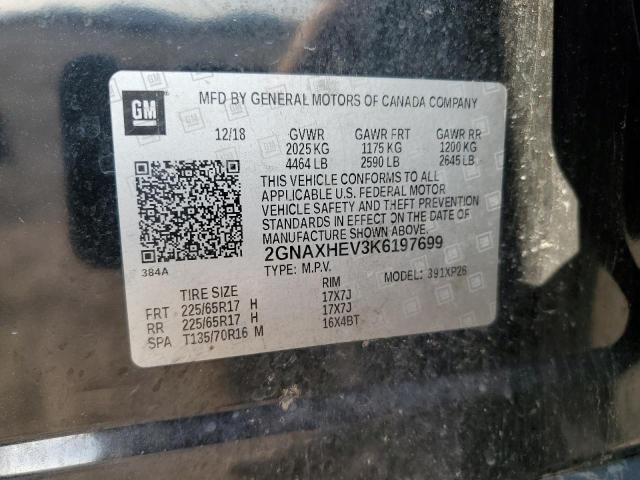 GM
MFD BY GENERAL MOTORS OF CANADA COMPANY
12/18 GVWR GAWR FRT GAWR RR
2025 KG 1175 KG 1200 KG
4464 LB 2590 LB 2645 LB
THIS VEHICLE CONFORMS TO ALL
APPLICABLE U.S. FEDERAL MOTOR
VEHICLE SAFETY AND THEFT PREVENTION
STANDARDS IN EFFECT ON THE DATE OF
MANUFACTURE SHOWN ABOVE.
2GNAXHEV3K6197699
384A
TYPE: M.P.V. MODEL: 391XP26
TIRE SIZE RIM
FRT 225/65R17 H 17X7J
RR 225/65R17 H 17X7J
SPA T135/70R16 M 16X4BT